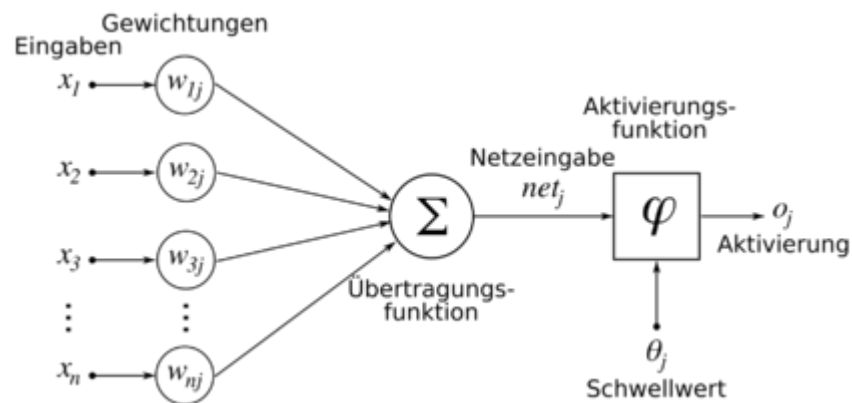 Gewichtungen
Eingaben
x1 w1j
x2 w2j
x3 w3j
⋮ ⋮
xn wnj
Σ
Übertragungs-
funktion
Netzeingabe
netj
Aktivierungs-
funktion
φ
oj
Aktivierung
θj
Schwellwert